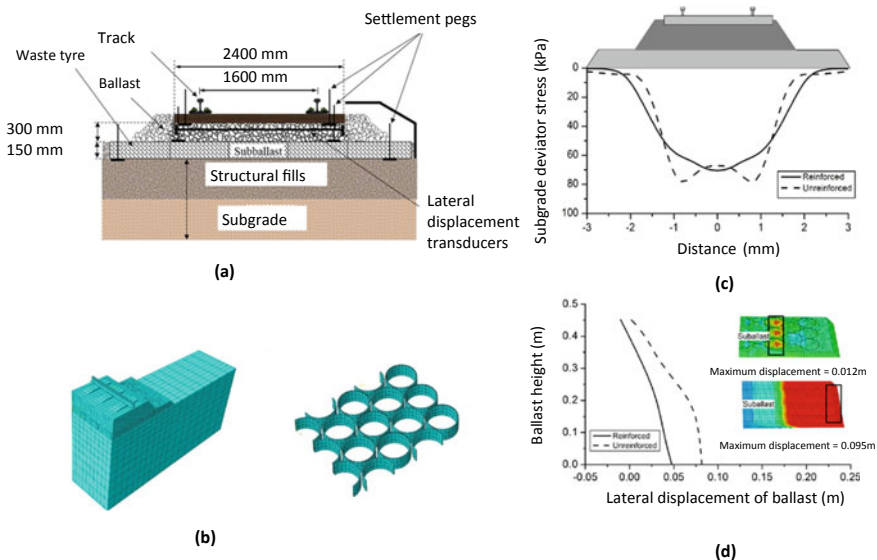 Settlement pegs
Track
2400 mm
Waste tyre
1600 mm
Ballast
300 mm
150 mm
Subballast
Structural fills
Subgrade
Lateral
displacement
transducers
(a)
Subgrade deviator stress (kPa)
0
20
40
60
80
100
Reinforced
Unreinforced
-3 -2 -1 0 1 2 3
Distance (mm)
(c)
(b)
Ballast height (m)
0.5
0.4
0.3
0.2
0.1
0.0
Suballast
Maximum displacement = 0.012m
Suballast
Maximum displacement = 0.095m
Reinforced
Unreinforced
-0.05 0.00 0.05 0.10 0.15 0.20 0.25
Lateral displacement of ballast (m)
(d)